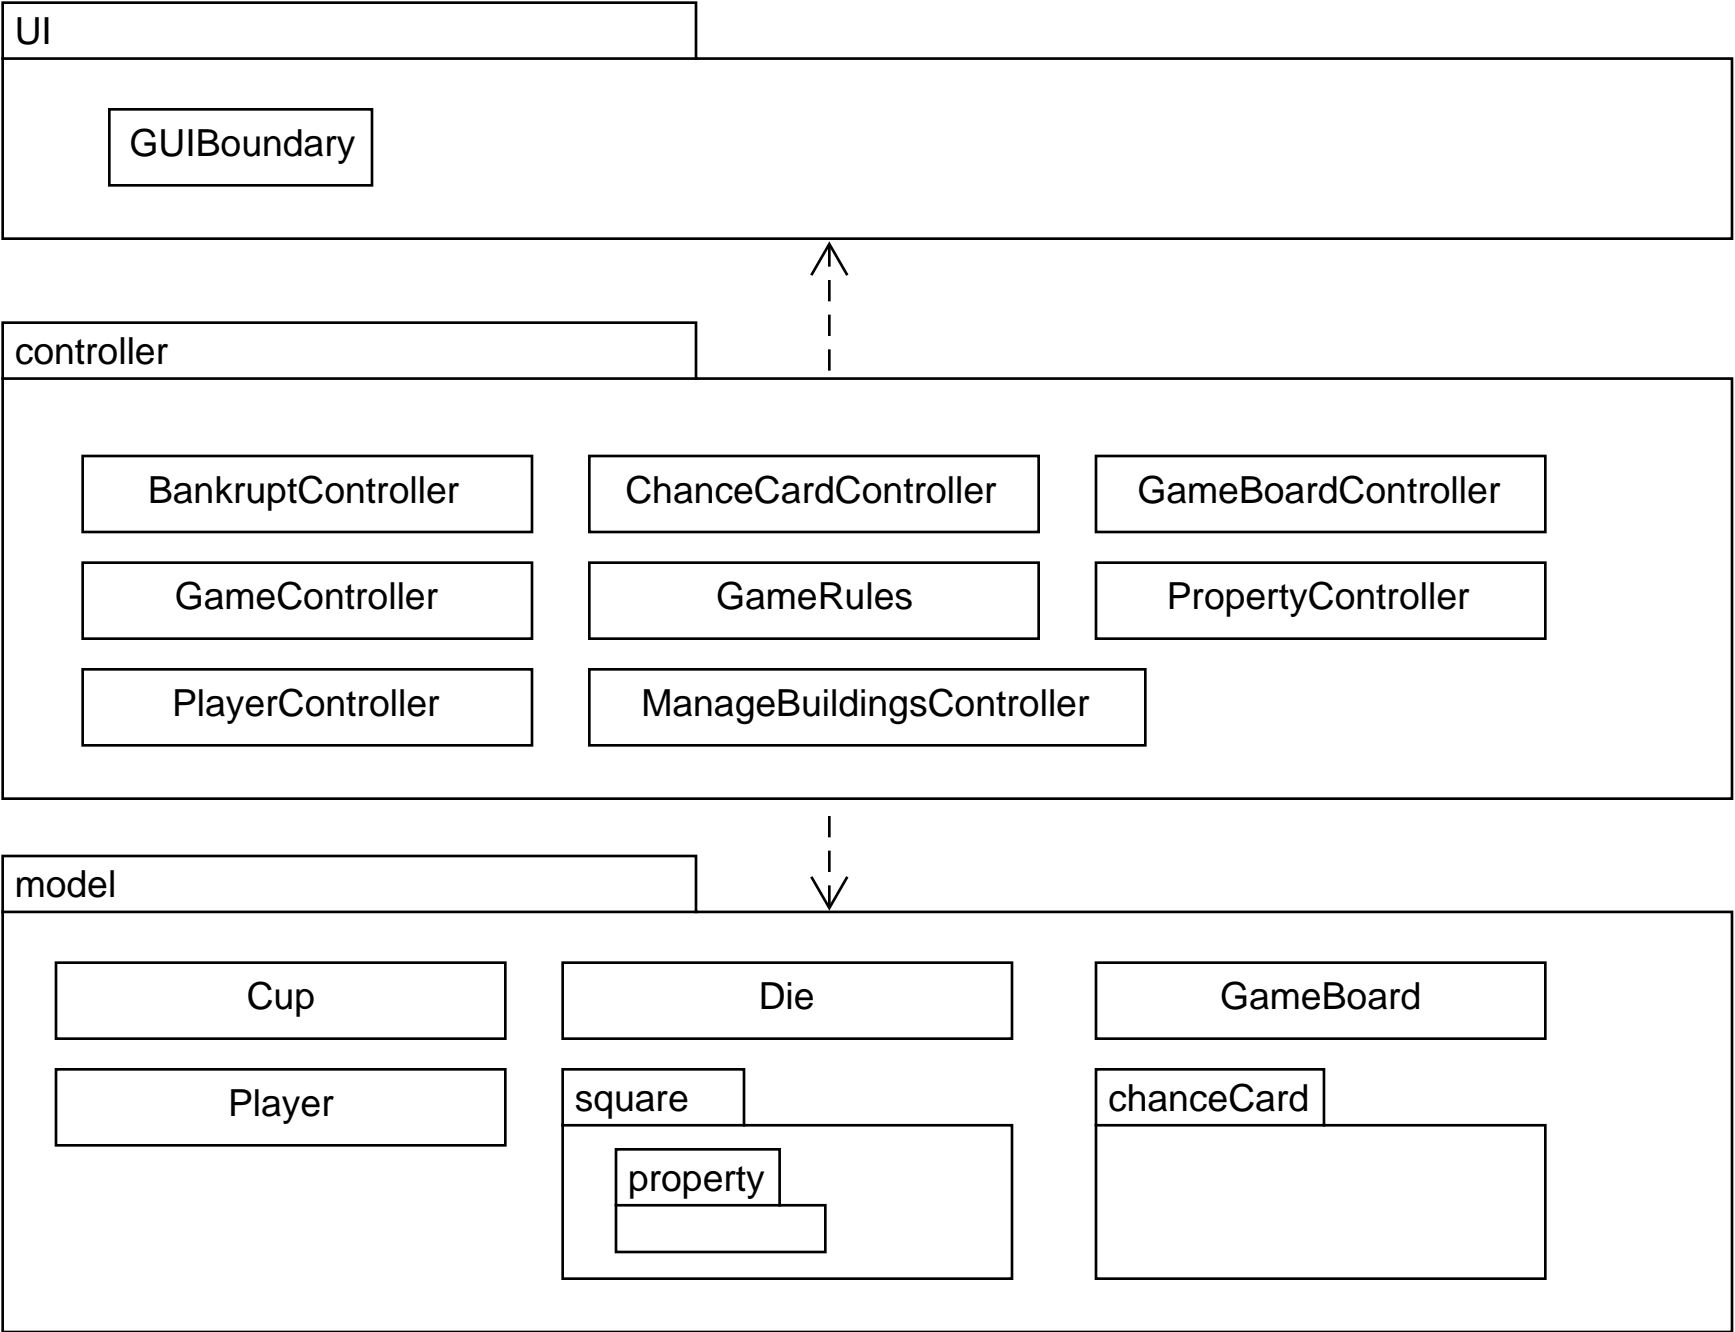 UI
GUIBoundary
controller
BankruptController
ChanceCardController
GameBoardController
GameController
GameRules
PropertyController
PlayerController
ManageBuildingsController
model
Cup
Die
GameBoard
Player
square
chanceCard
property